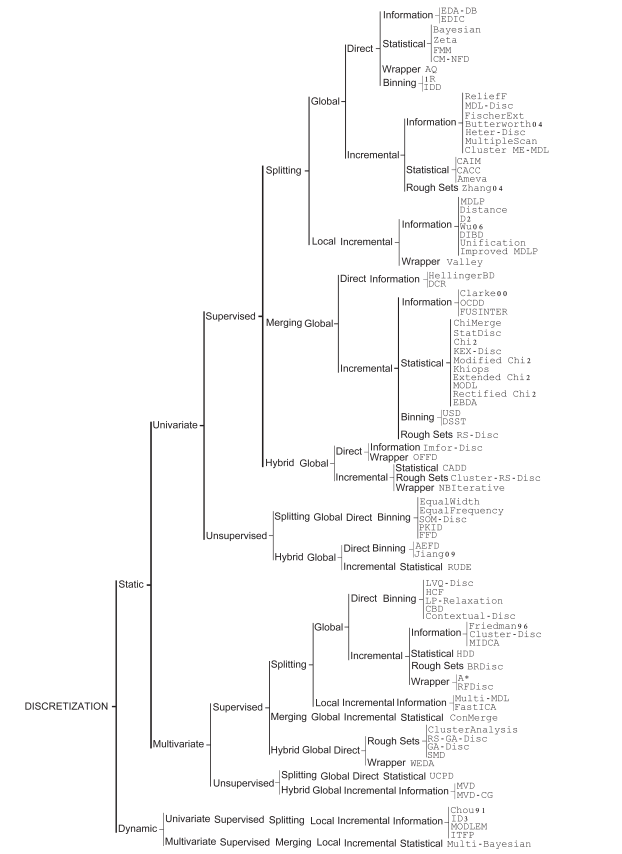 Information
EDA-DB
EDIC
Direct
Statistical
Bayesian
Zeta
FMM
CM-NFD
Wrapper AQ
Binning
1R
IDD
Global
Incremental
Information
ReliefF
MDL-Disc
FischerExt
Butterworth04
Heter-Disc
MultipleScan
Cluster ME-MDL
Statistical
CAIM
CACC
Ameva
Rough Sets Zhang04
Splitting
Local Incremental
Information
MDLP
Distance
D2
Wu06
DIBD
Unification
Improved MDLP
Wrapper Valley
Supervised
Merging Global
Direct Information
HellingerBD
DCR
Incremental
Information
Clarke00
OCDD
FUSINTER
Statistical
ChiMerge
StatDisc
Chi2
KEX-Disc
Modified Chi2
Khiops
Extended Chi2
MODL
Rectified Chi2
EBDA
Binning
USD
DSST
Rough Sets RS-Disc
Hybrid Global
Direct
Information Imfor-Disc
Wrapper OFFD
Incremental
Statistical CADD
Rough Sets Cluster-RS-Disc
Wrapper NBIterative
Univariate
Unsupervised
Splitting Global Direct Binning
EqualWidth
EqualFrequency
SOM-Disc
PKID
FFD
Hybrid Global
Direct Binning
AEFD
Jiang09
Incremental Statistical RUDE
Static
Multivariate
Supervised
Splitting
Global
Direct Binning
LVQ-Disc
HCF
LP-Relaxation
CBD
Contextual-Disc
Incremental
Information
Friedman96
Cluster-Disc
MIDCA
Statistical HDD
Rough Sets BRDisc
Wrapper
A*
RFDisc
Local Incremental Information
Multi-MDL
FastICA
Merging Global Incremental Statistical ConMerge
Hybrid Global Direct
Rough Sets
ClusterAnalysis
RS-GA-Disc
GA-Disc
SMD
Wrapper WEDA
Unsupervised
Splitting Global Direct Statistical UCPD
Hybrid Global Incremental Information
MVD
MVD-CG
DISCRETIZATION
Dynamic
Univariate Supervised Splitting Local Incremental Information
Chou91
ID3
MODLEM
ITFP
Multivariate Supervised Merging Local Incremental Statistical Multi-Bayesian